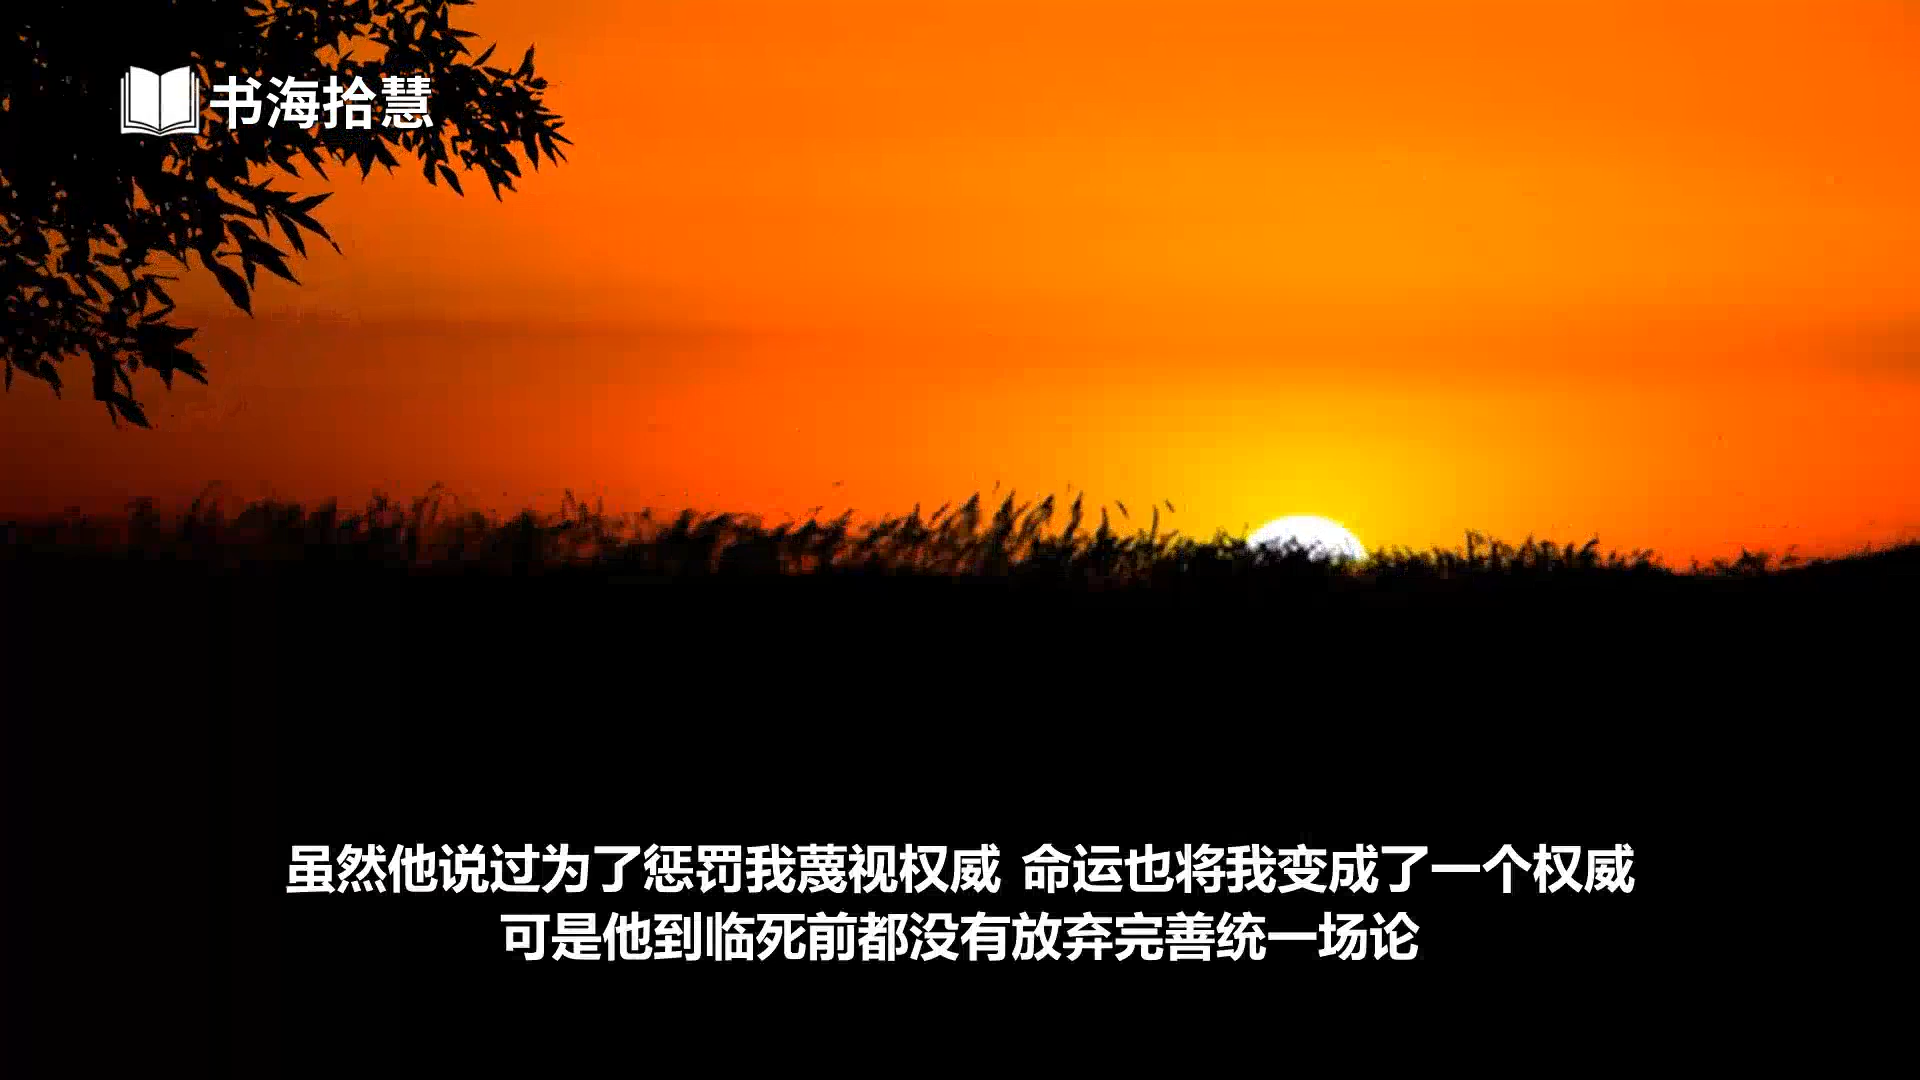 书海拾慧
虽然他说过为了惩罚我蔑视权威 命运也将我变成了一个权威
可是他到临死前都没有放弃完善统一场论